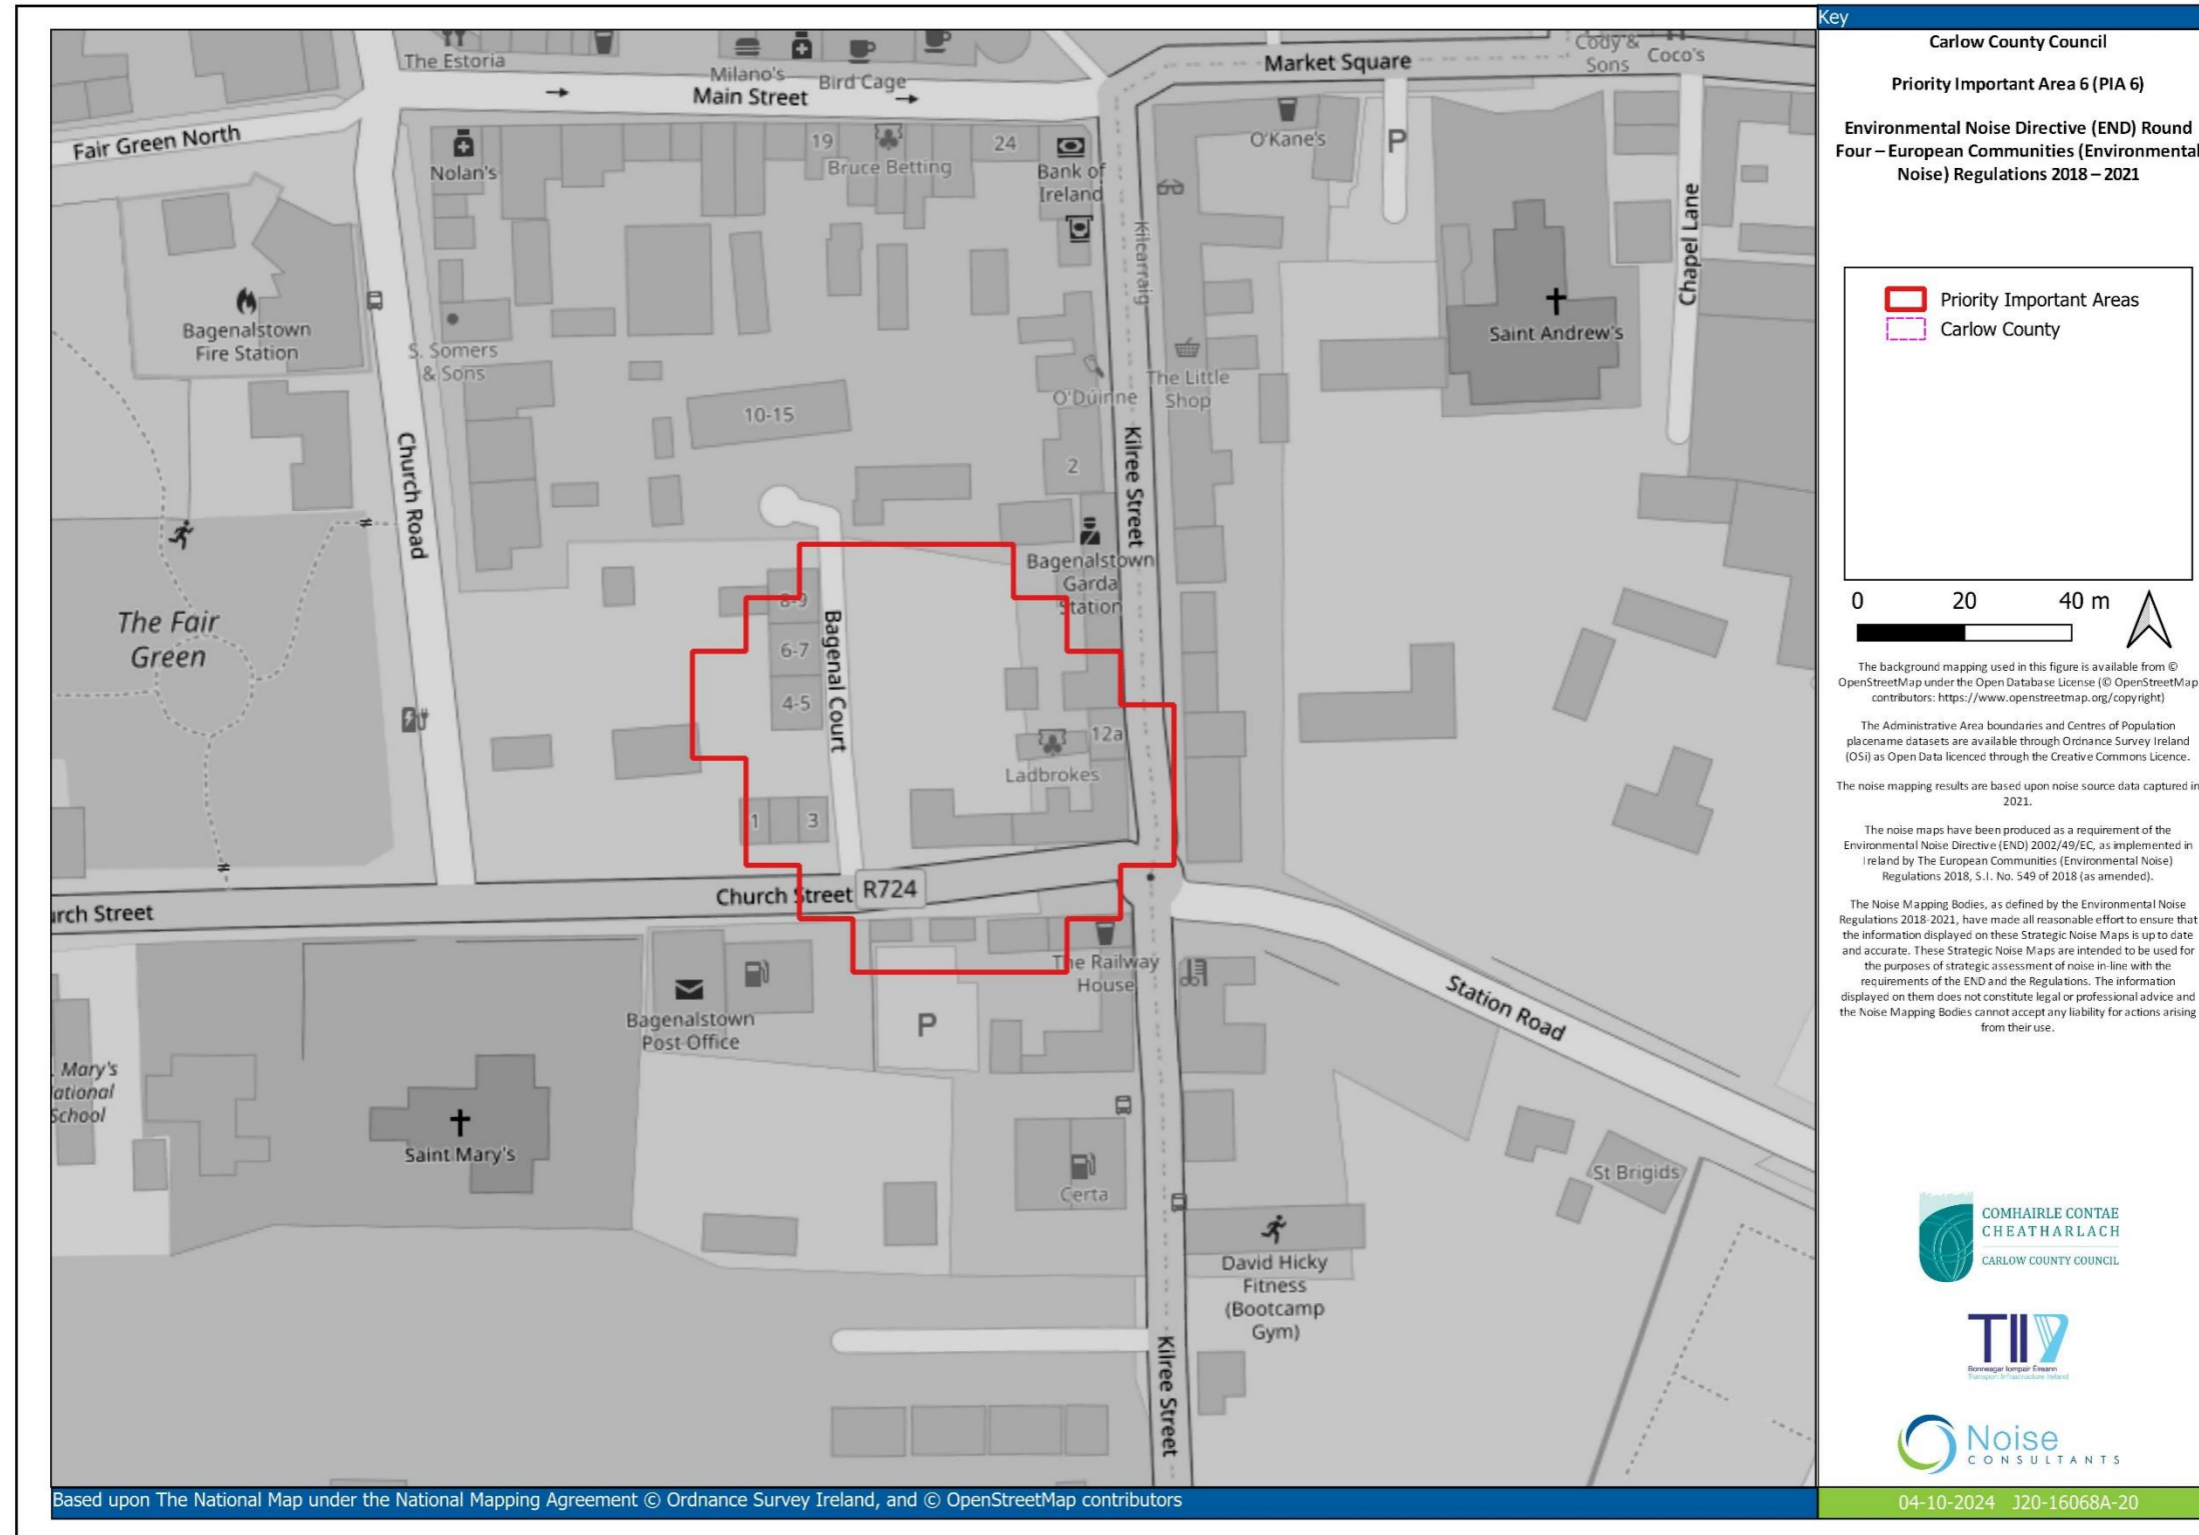 The Estoria
Milano's
Bird Cage
Main Street
Market Square
Cody &
Sons
Coco's
Fair Green North
Nolan's
19
Bruce Betting
24
Bank of
Ireland
O'Kane's
P
Kilcarraig
Chapel Lane
Saint Andrew's
Bagenalstown
Fire Station
S. Somers
& Sons
10-15
O'Duinne
The Little
Shop
Church Road
2
Kilree Street
Bagenalstown
Garda
Station
The Fair
Green
8-9
6-7
4-5
Bagenal Court
12a
Ladbrokes
1
3
Church Street
R724
urch Street
The Railway
House
Station Road
Bagenalstown
Post Office
P
. Mary's
ational
School
Saint Mary's
Certa
St Brigids
David Hicky
Fitness
(Bootcamp
Gym)
Kilree Street
Based upon The National Map under the National Mapping Agreement © Ordnance Survey Ireland, and © OpenStreetMap contributors
Key
Carlow County Council
Priority Important Area 6 (PIA 6)
Environmental Noise Directive (END) Round
Four – European Communities (Environmental
Noise) Regulations 2018 – 2021
Priority Important Areas
Carlow County
0 20 40 m
The background mapping used in this figure is available from ©
OpenStreetMap under the Open Database License (© OpenStreetMap
contributors: https://www.openstreetmap.org/copyright)
The Administrative Area boundaries and Centres of Population
placename datasets are available through Ordnance Survey Ireland
(OSi) as Open Data licenced through the Creative Commons Licence.
The noise mapping results are based upon noise source data captured in
2021.
The noise maps have been produced as a requirement of the
Environmental Noise Directive (END) 2002/49/EC, as implemented in
Ireland by The European Communities (Environmental Noise)
Regulations 2018, S.I. No. 549 of 2018 (as amended).
The Noise Mapping Bodies, as defined by the Environmental Noise
Regulations 2018-2021, have made all reasonable effort to ensure that
the information displayed on these Strategic Noise Maps is up to date
and accurate. These Strategic Noise Maps are intended to be used for
the purposes of strategic assessment of noise in-line with the
requirements of the END and the Regulations. The information
displayed on them does not constitute legal or professional advice and
the Noise Mapping Bodies cannot accept any liability for actions arising
from their use.
COMHAIRLE CONTAE
CHEATHARLACH
CARLOW COUNTY COUNCIL
TII
Bonneagar Iompair Éireann
Transport Infrastructure Ireland
Noise
CONSULTANTS
04-10-2024 J20-16068A-20